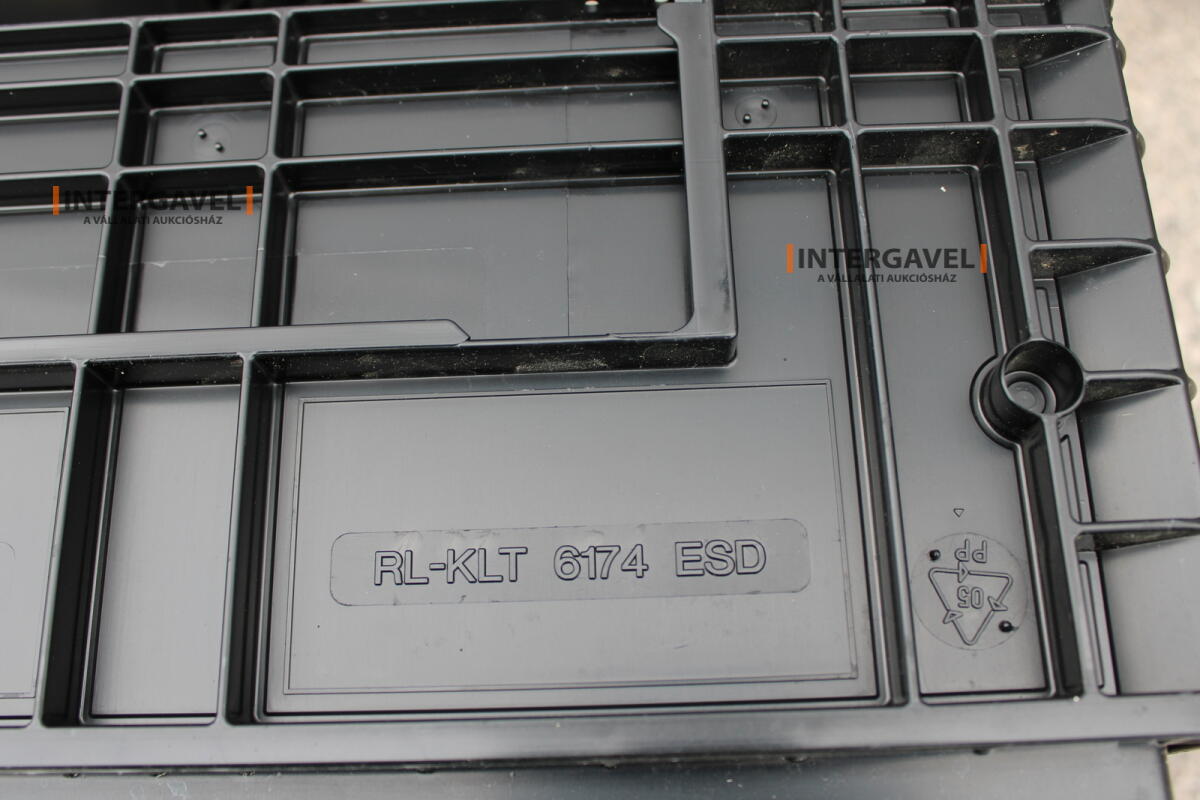 INTERGAVEL
A VÁLLALATI AUKCIÓSHÁZ
INTERGAVEL
A VÁLLALATI AUKCIÓSHÁZ
RL-KLT 6174 ESD
PP
05